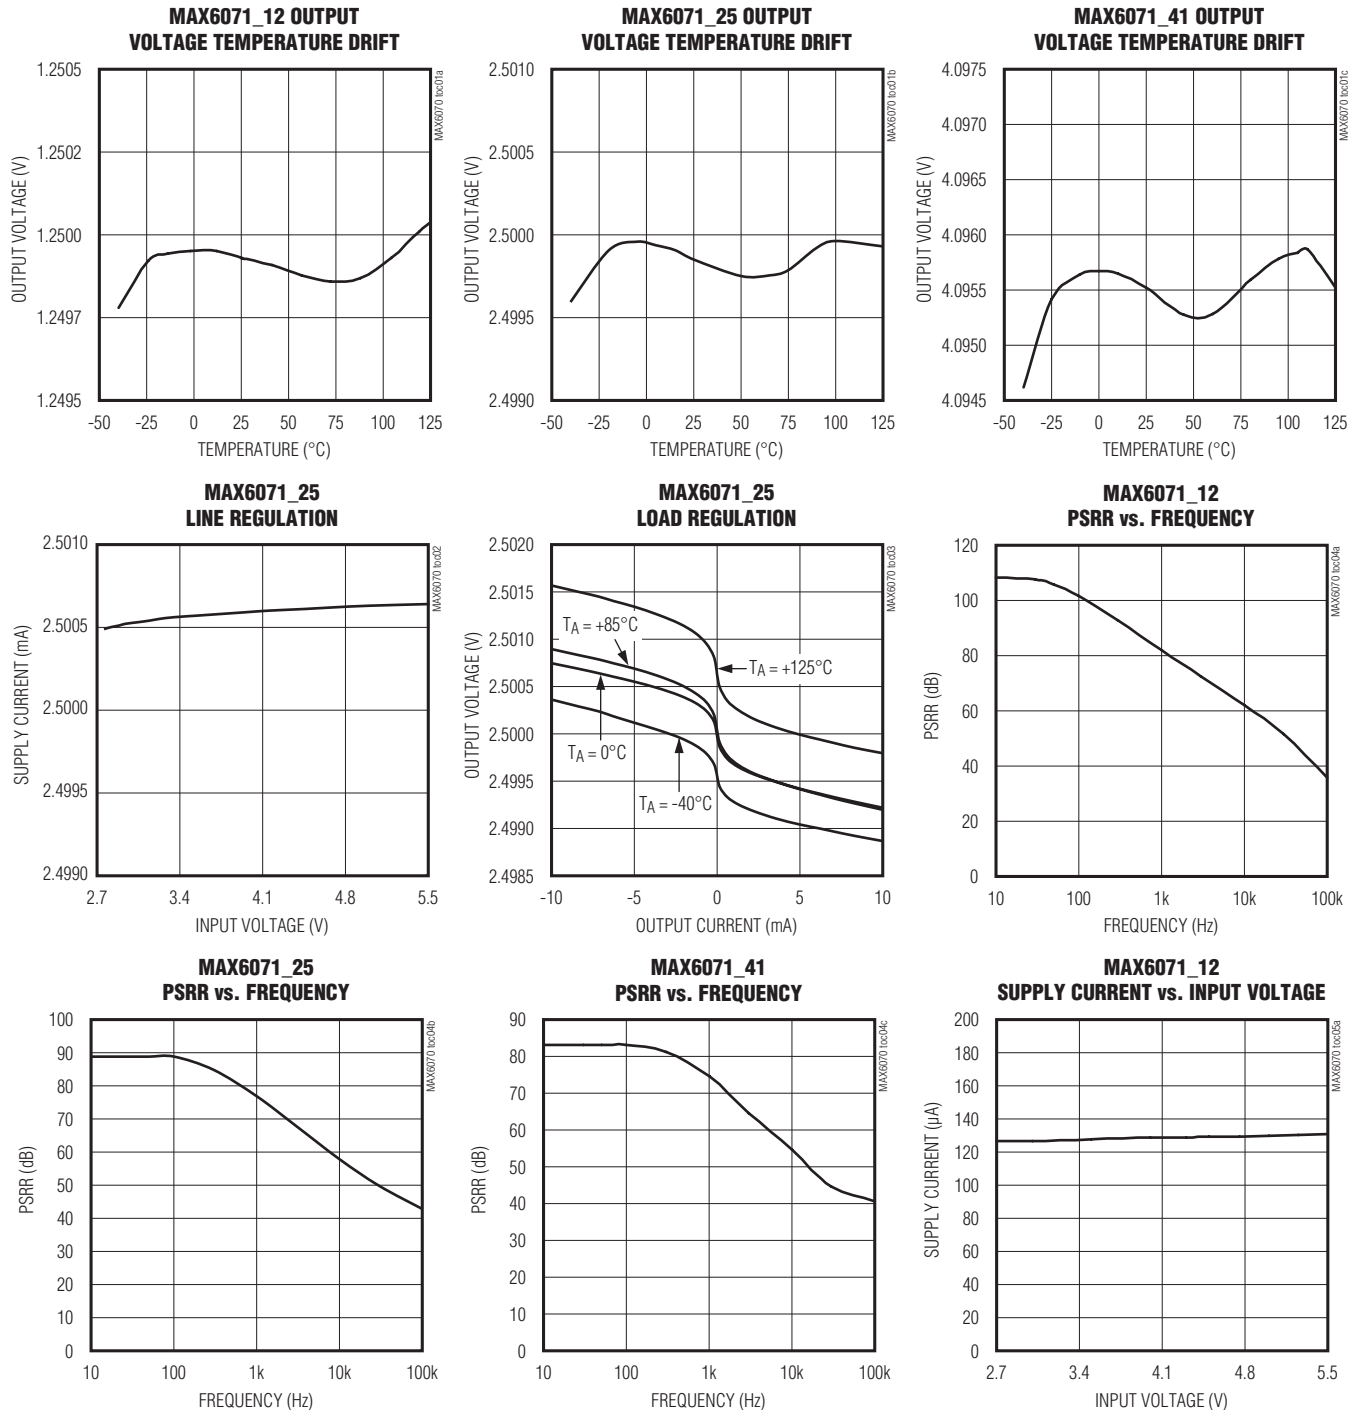 MAX6071_12 OUTPUT
VOLTAGE TEMPERATURE DRIFT
1.2505
1.2502
1.2500
1.2497
1.2495
OUTPUT VOLTAGE (V)
-50 -25 0 25 50 75 100 125
TEMPERATURE (°C)
MAX6070 toc01a
MAX6071_25 OUTPUT
VOLTAGE TEMPERATURE DRIFT
2.5010
2.5005
2.5000
2.4995
2.4990
OUTPUT VOLTAGE (V)
-50 -25 0 25 50 75 100 125
TEMPERATURE (°C)
MAX6070 toc01b
MAX6071_41 OUTPUT
VOLTAGE TEMPERATURE DRIFT
4.0975
4.0970
4.0965
4.0960
4.0955
4.0950
4.0945
OUTPUT VOLTAGE (V)
-50 -25 0 25 50 75 100 125
TEMPERATURE (°C)
MAX6070 toc01c
MAX6071_25
LINE REGULATION
2.5010
2.5005
2.5000
2.4995
2.4990
SUPPLY CURRENT (mA)
2.7 3.4 4.1 4.8 5.5
INPUT VOLTAGE (V)
MAX6070 toc02
MAX6071_25
LOAD REGULATION
2.5020
2.5015
2.5010
2.5005
2.5000
2.4995
2.4990
2.4985
OUTPUT VOLTAGE (V)
TA = +85°C
TA = +125°C
TA = 0°C
TA = -40°C
-10 -5 0 5 10
OUTPUT CURRENT (mA)
MAX6070 toc03
MAX6071_12
PSRR vs. FREQUENCY
120
100
80
60
40
20
0
PSRR (dB)
10 100 1k 10k 100k
FREQUENCY (Hz)
MAX6070 toc04a
MAX6071_25
PSRR vs. FREQUENCY
100
90
80
70
60
50
40
30
20
10
0
PSRR (dB)
10 100 1k 10k 100k
FREQUENCY (Hz)
MAX6070 toc04b
MAX6071_41
PSRR vs. FREQUENCY
90
80
70
60
50
40
30
20
10
0
PSRR (dB)
10 100 1k 10k 100k
FREQUENCY (Hz)
MAX6070 toc04c
MAX6071_12
SUPPLY CURRENT vs. INPUT VOLTAGE
200
180
160
140
120
100
80
60
40
20
0
SUPPLY CURRENT (µA)
2.7 3.4 4.1 4.8 5.5
INPUT VOLTAGE (V)
MAX6070 toc05a